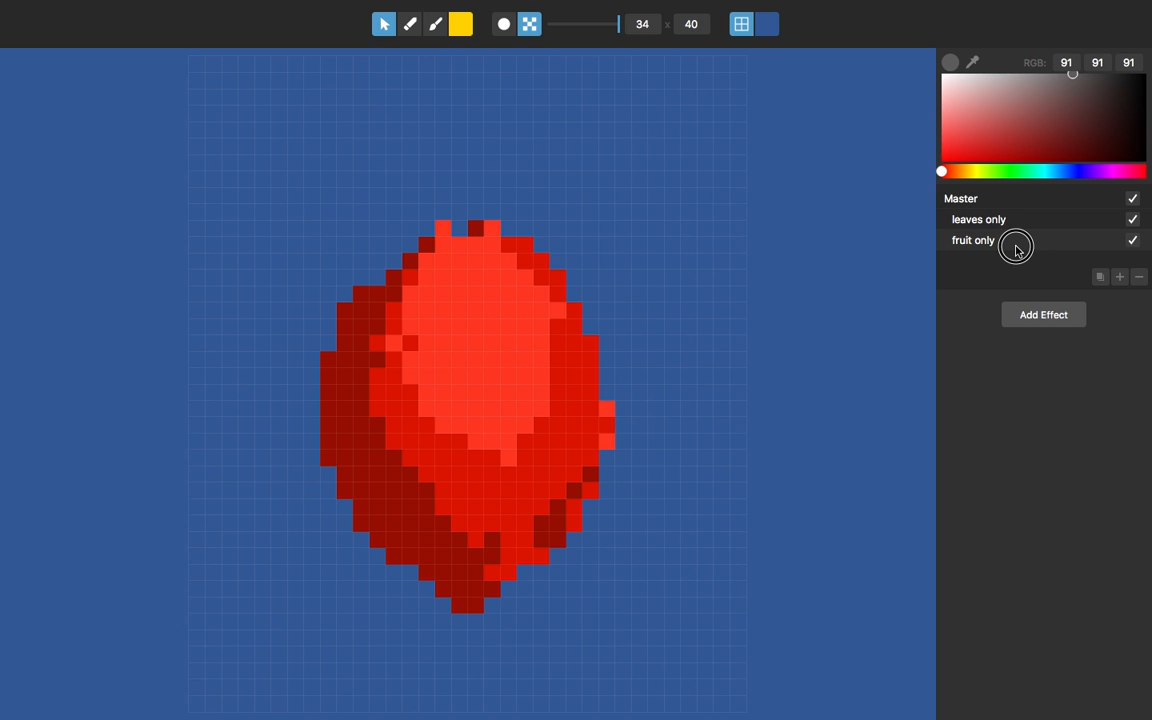 34 x 40
RGB: 91 91 91
Master
leaves only
fruit only
Add Effect